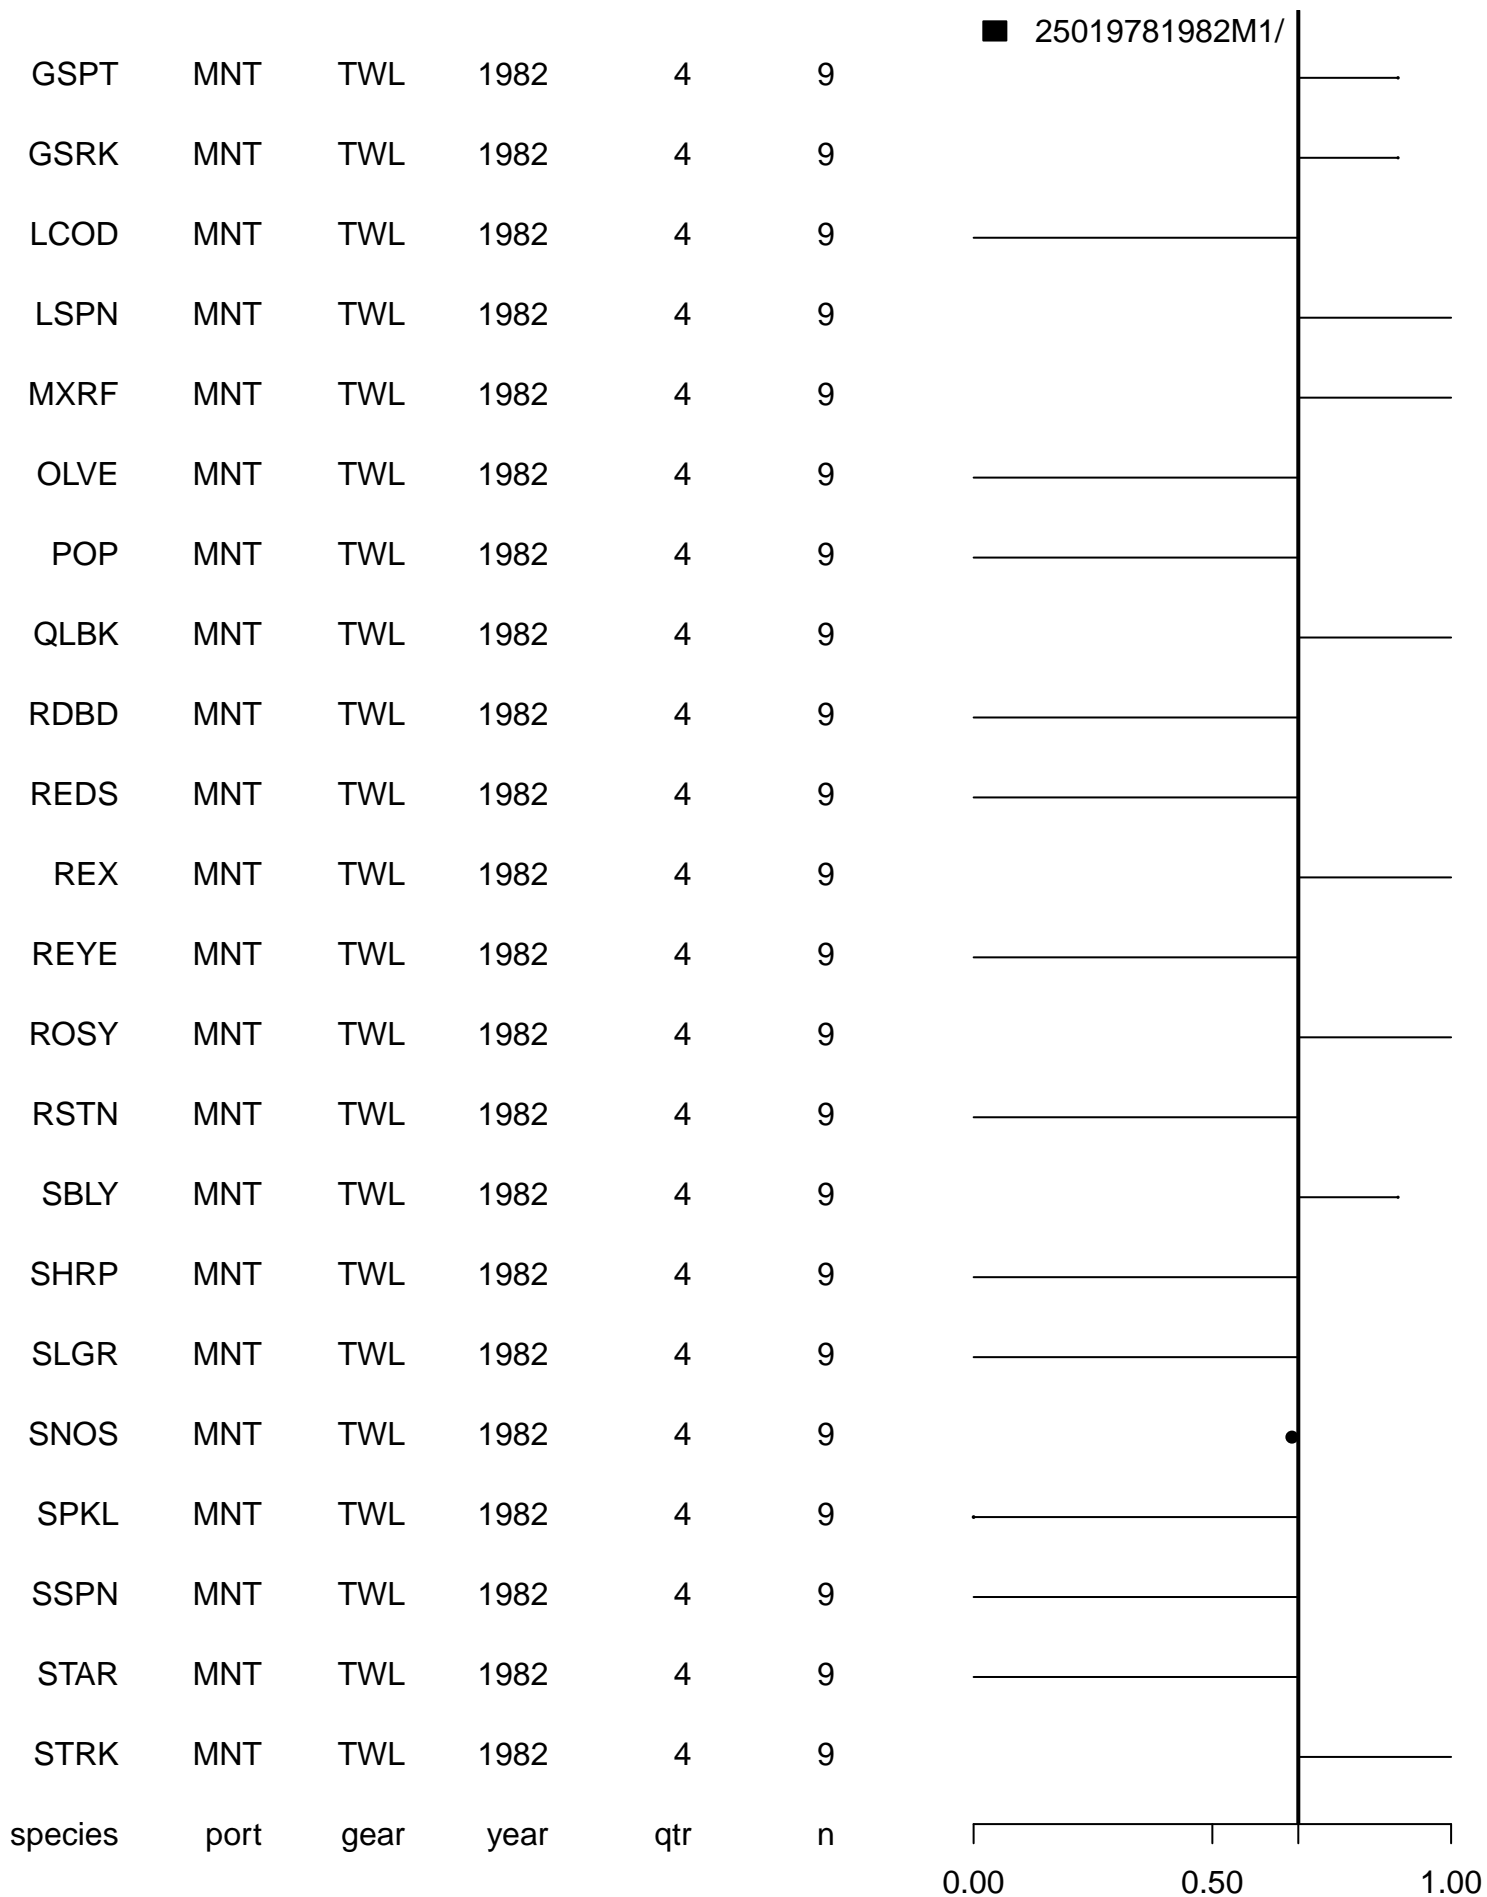 25019781982M1/
GSPT MNT TWL 1982 4 9
GSRK MNT TWL 1982 4 9
LCOD MNT TWL 1982 4 9
LSPN MNT TWL 1982 4 9
MXRF MNT TWL 1982 4 9
OLVE MNT TWL 1982 4 9
POP MNT TWL 1982 4 9
QLBK MNT TWL 1982 4 9
RDBD MNT TWL 1982 4 9
REDS MNT TWL 1982 4 9
REX MNT TWL 1982 4 9
REYE MNT TWL 1982 4 9
ROSY MNT TWL 1982 4 9
RSTN MNT TWL 1982 4 9
SBLY MNT TWL 1982 4 9
SHRP MNT TWL 1982 4 9
SLGR MNT TWL 1982 4 9
SNOS MNT TWL 1982 4 9
SPKL MNT TWL 1982 4 9
SSPN MNT TWL 1982 4 9
STAR MNT TWL 1982 4 9
STRK MNT TWL 1982 4 9
species port gear year qtr n
0.00 0.50 1.00